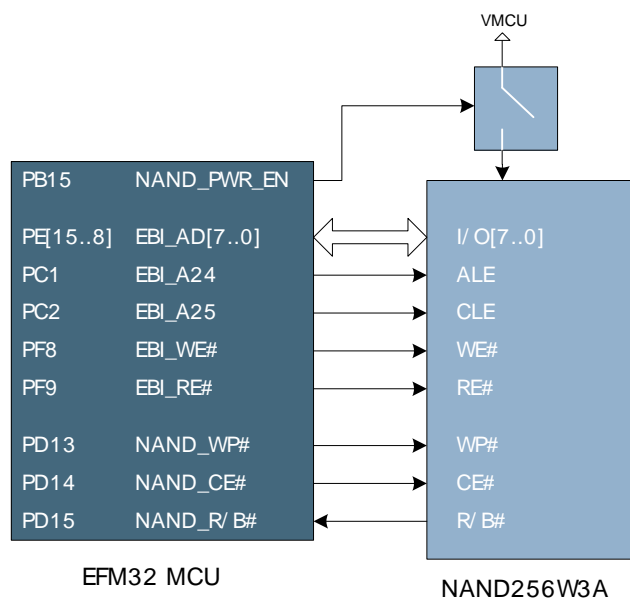 VMCU
PB15 NAND_PWR_EN
PE[15..8] EBI_AD[7..0] I/O[7..0]
PC1 EBI_A24 ALE
PC2 EBI_A25 CLE
PF8 EBI_WE# WE#
PF9 EBI_RE# RE#
PD13 NAND_WP# WP#
PD14 NAND_CE# CE#
PD15 NAND_R/B# R/B#
EFM32 MCU
NAND256W3A